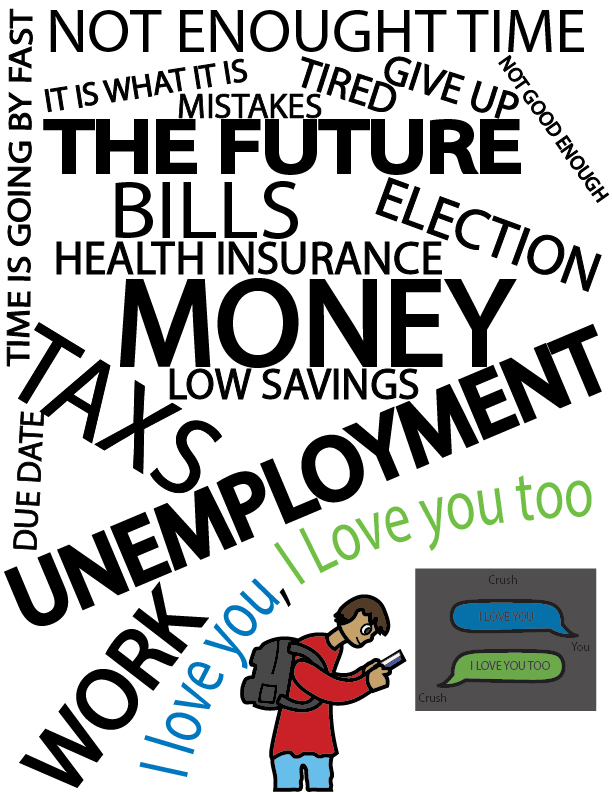 NOT ENOUGHT TIME
TIME IS GOING BY FAST
IT IS WHAT IT IS
TIRED
GIVE UP
NOT GOOD ENOUGH
MISTAKES
THE FUTURE
BILLS
ELECTION
HEALTH INSURANCE
MONEY
TAXS
LOW SAVINGS
DUE DATE
UNEMPLOYMENT
WORK
I love you, I Love you too
Crush
I LOVE YOU
You
I LOVE YOU TOO
Crush